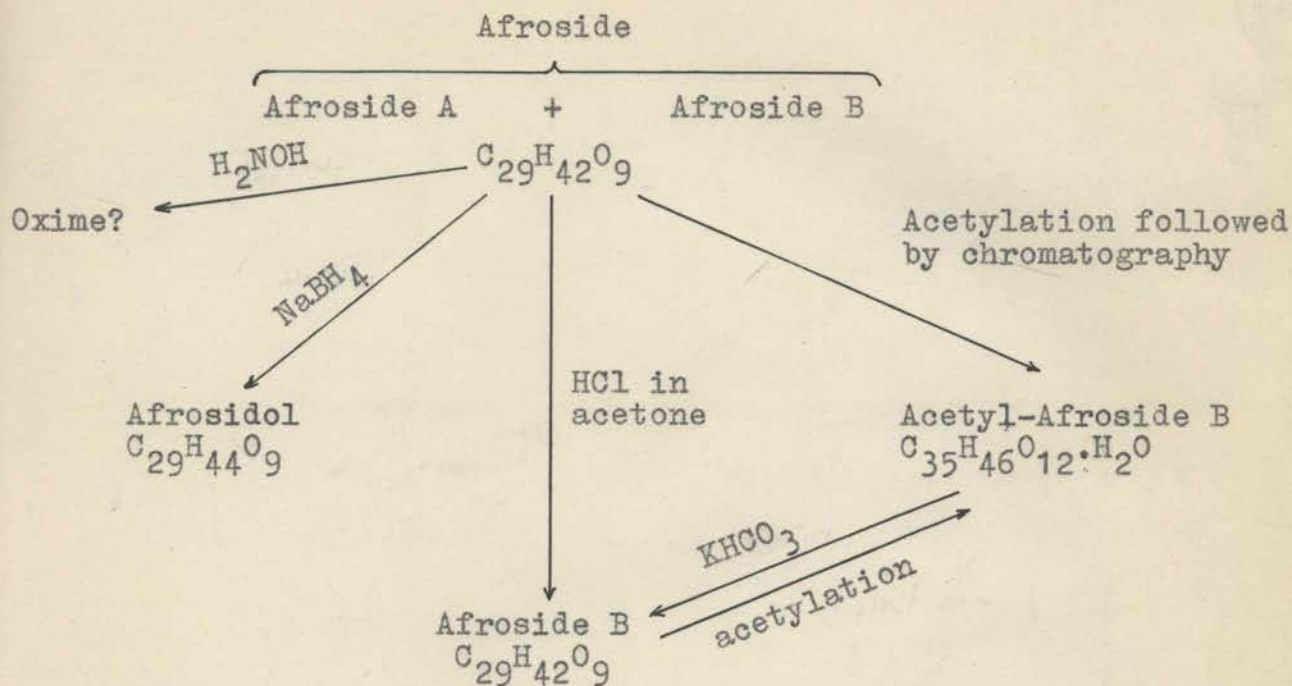 Afroside
Afroside A + Afroside B
H₂NOH
C₂₉H₄₂O₉
Oxime?
Acetylation followed
by chromatography
NaBH₄
HCl in
acetone
Afrosidol
C₂₉H₄₄O₉
Acetyl-Afroside B
C₃₅H₄₆O₁₂.H₂O
KHCO₃
acetylation
Afroside B
C₂₉H₄₂O₉